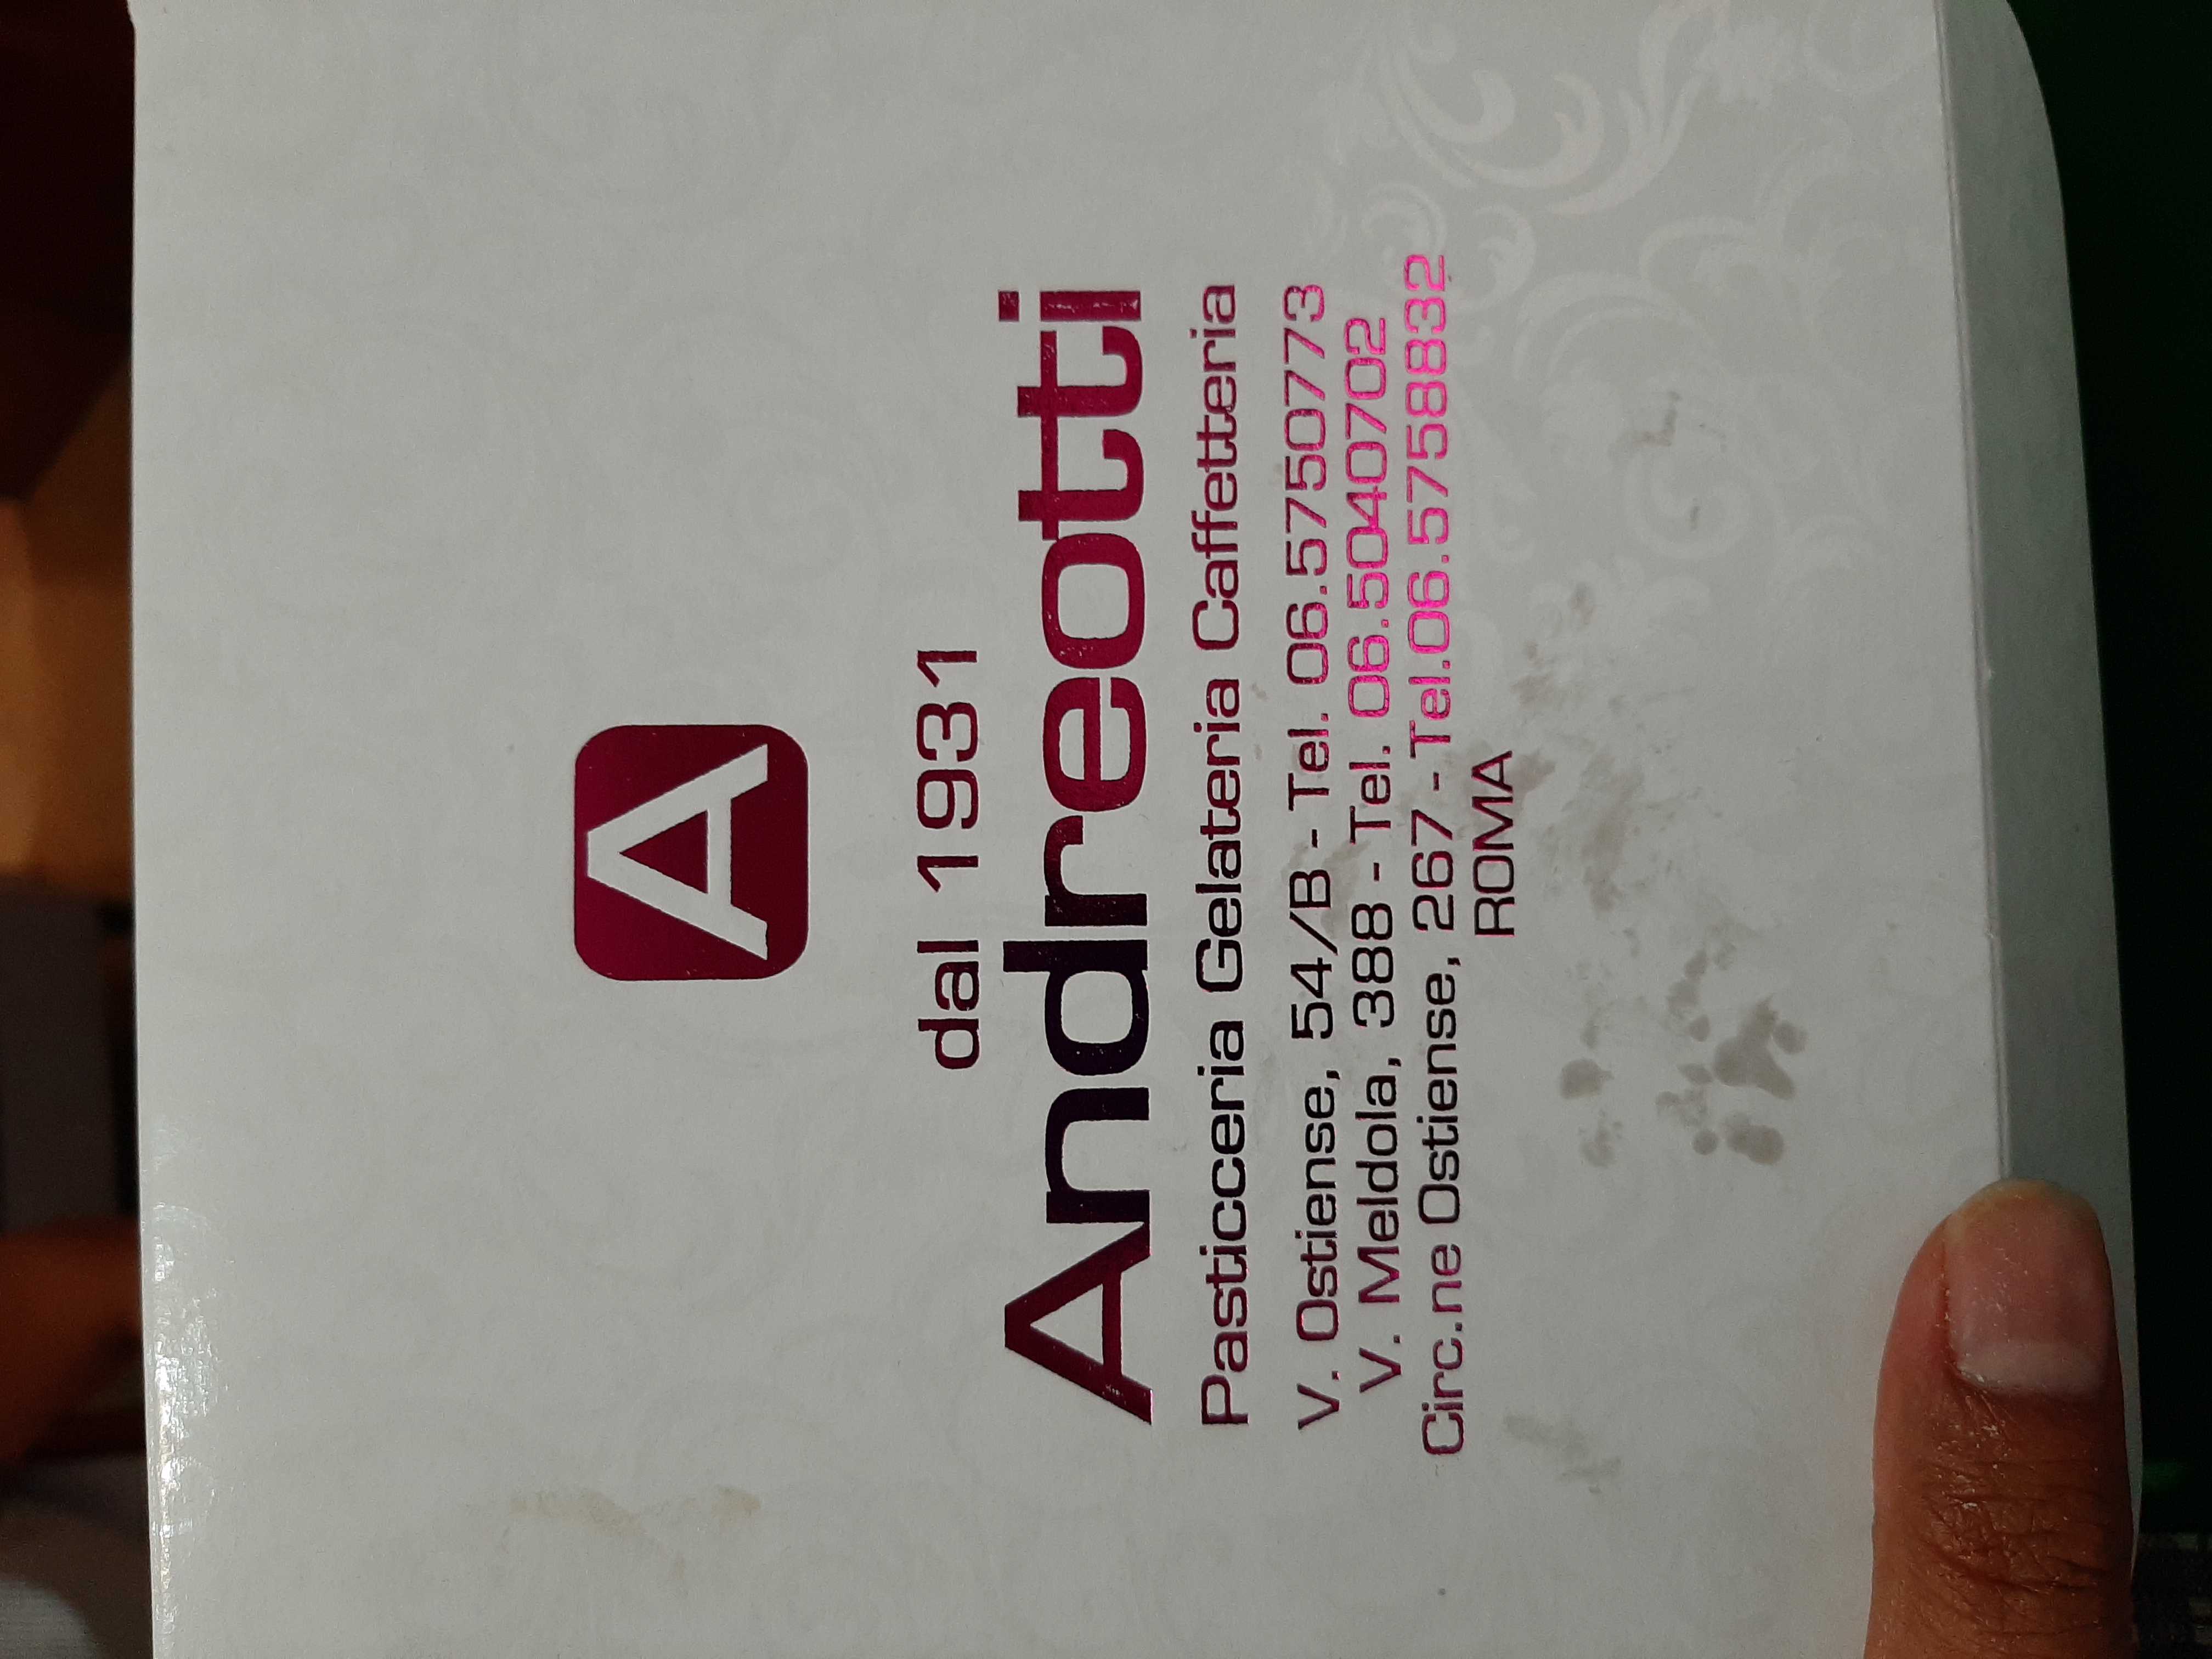 A
dal 1931
Andreotti
Pasticceria Gelateria Caffetteria
V. Ostiense, 54/B - Tel. 06.5750773
V. Meldola, 388 - Tel. 06.5040702
Circ.ne Ostiense, 267 - Tel.06.5758832
ROMA